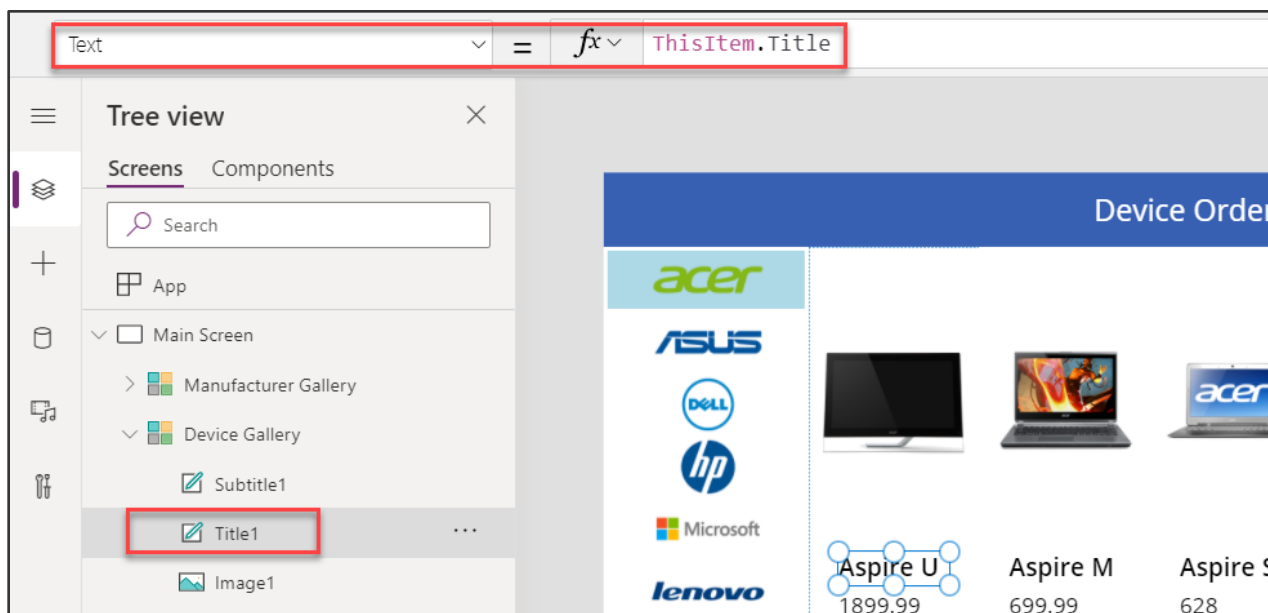 Text = fx ThisItem.Title
Tree view
Screens Components
Search
App
Main Screen
Manufacturer Gallery
Device Gallery
Subtitle1
Title1
Image1
Device Order
acer
ASUS
DELL
hp
Microsoft
lenovo
acer
Aspire U Aspire M Aspire S
1899.99 699.99 628